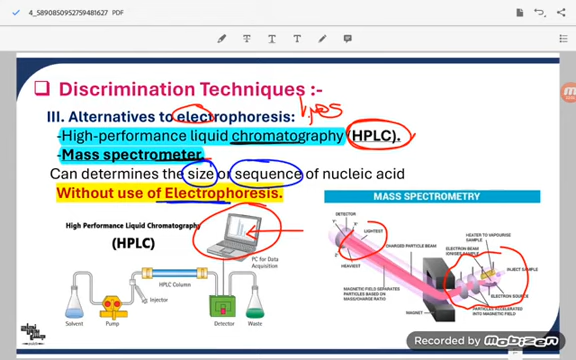 4_5890850952754481627
❑ Discrimination Techniques :-
III. Alternatives to electrophoresis:
-High-performance liquid chromatography (HPLC).
-Mass spectrometer
Can determines the size or sequence of nucleic acid
Without use of Electrophoresis.
High Performance Liquid Chromatography
(HPLC)
PC for Data
Acquisition
HPLC Column
Injector
Solvent
Pump
Detector
Waste
MASS SPECTROMETRY
DETECTOR
LIGHTEST
HEAVIEST
CHARGED PARTICLE BEAM
MAGNETIC FIELD SEPARATES
PARTICLES BASED ON
MASS/CHARGE RATIO
MAGNET
HEATER TO VAPOURISE
SAMPLE
ELECTRON BEAM
IONISES SAMPLE
INJECT SAMPLE
ELECTRON SOURCE
PARTICLES ACCELERATED
INTO MAGNETIC FIELD
RECORDED BY
Mobizen